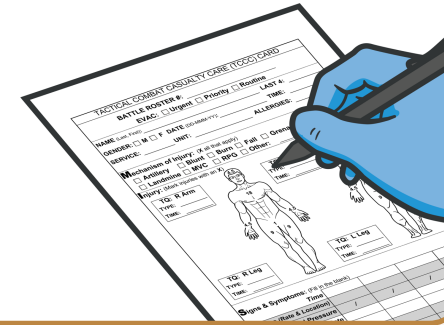 TACTICAL COMBAT CASUALTY CARE (TCCC) CARD
BATTLE ROSTER #:
EVAC: □ Urgent □ Priority □ Routine
NAME (Last, First): LAST 4:
GENDER: □ M □ F DATE (DD-MMM-YY): TIME:
SERVICE: UNIT: ALLERGIES:
Mechanism of Injury: (X all that apply)
□ Artillery □ Blunt □ Burn □ Fall □ Grena
□ Landmine □ MVC □ RPG □ Other:
Injury: (Mark injuries with an X)
TQ: R Arm
TYPE:
TIME:
TYPE:
TIME:
TQ: R Leg
TYPE:
TIME:
TQ: L Leg
TYPE:
TIME:
Signs & Symptoms: (Fill in the blank)
Time
(Rate & Location)
Pressure